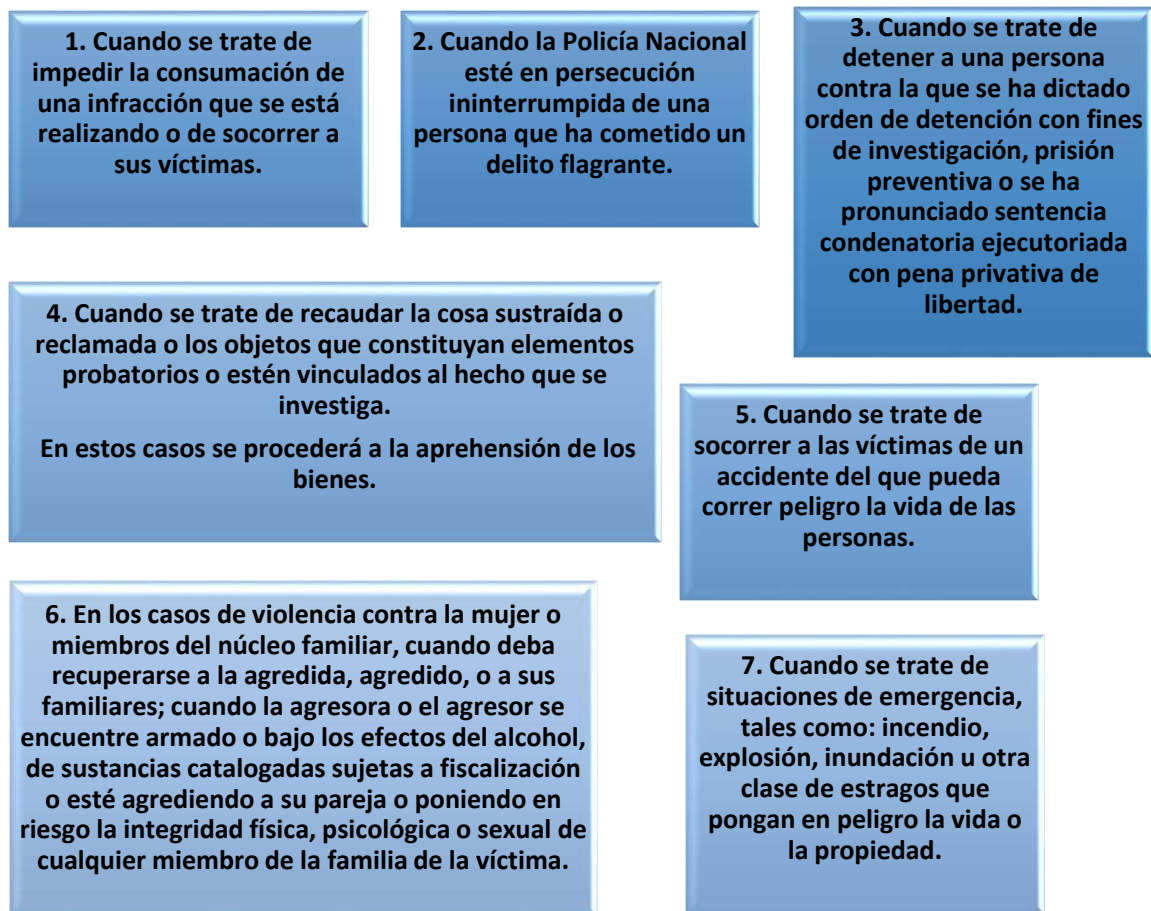 1. Cuando se trate de
impedir la consumación de
una infracción que se está
realizando o de socorrer a
sus víctimas.
2. Cuando la Policía Nacional
esté en persecución
ininterrumpida de una
persona que ha cometido un
delito flagrante.
3. Cuando se trate de
detener a una persona
contra la que se ha dictado
orden de detención con fines
de investigación, prisión
preventiva o se ha
pronunciado sentencia
condenatoria ejecutoriada
con pena privativa de
libertad.
4. Cuando se trate de recaudar la cosa sustraída o
reclamada o los objetos que constituyan elementos
probatorios o estén vinculados al hecho que se
investiga.
En estos casos se procederá a la aprehensión de los
bienes.
5. Cuando se trate de
socorrer a las víctimas de un
accidente del que pueda
correr peligro la vida de las
personas.
6. En los casos de violencia contra la mujer o
miembros del núcleo familiar, cuando deba
recuperarse a la agredida, agredido, o a sus
familiares; cuando la agresora o el agresor se
encuentre armado o bajo los efectos del alcohol,
de sustancias catalogadas sujetas a fiscalización
o esté agrediendo a su pareja o poniendo en
riesgo la integridad física, psicológica o sexual de
cualquier miembro de la familia de la víctima.
7. Cuando se trate de
situaciones de emergencia,
tales como: incendio,
explosión, inundación u otra
clase de estragos que
pongan en peligro la vida o
la propiedad.